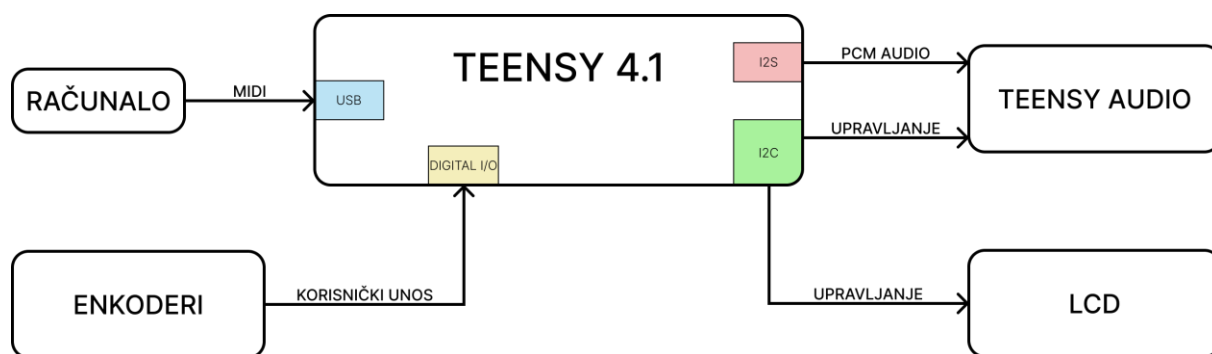 TEENSY 4.1
I2S
PCM AUDIO
TEENSY AUDIO
RAČUNALO
MIDI
USB
UPRAVLJANJE
I2C
DIGITAL I/O
ENKODERI
KORISNIČKI UNOS
UPRAVLJANJE
LCD